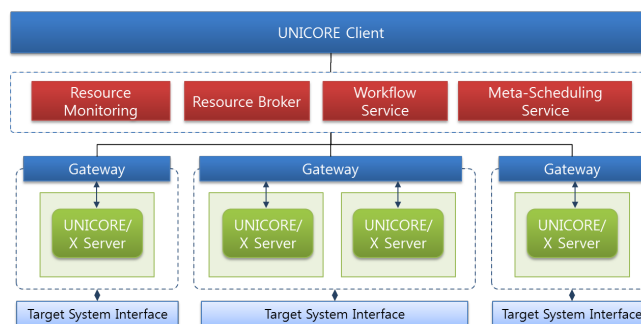 UNICORE Client
Resource
Monitoring
Resource Broker
Workflow
Service
Meta-Scheduling
Service
Gateway
Gateway
Gateway
UNICORE/
X Server
UNICORE/
X Server
UNICORE/
X Server
UNICORE/
X Server
Target System Interface
Target System Interface
Target System Interface